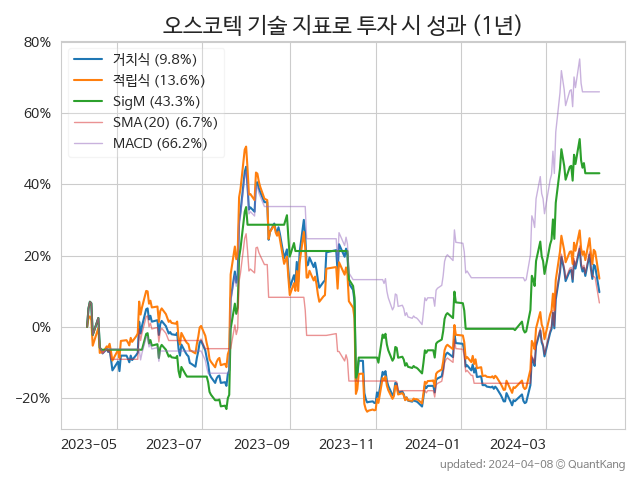 오스코텍 기술 지표로 투자 시 성과 (1년)
80%
60%
40%
20%
0%
−20%
거치식 (9.8%)
적립식 (13.6%)
SigM (43.3%)
SMA(20) (6.7%)
MACD (66.2%)
2023-05 2023-07 2023-09 2023-11 2024-01 2024-03
updated: 2024-04-08 © QuantKang